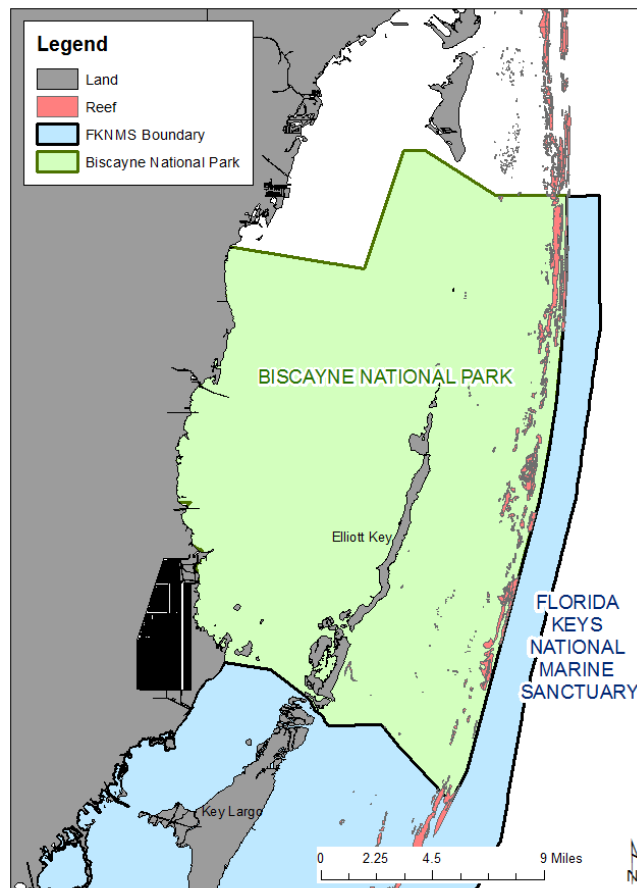 Legend
Land
Reef
FKNMS Boundary
Biscayne National Park
BISCAYNE NATIONAL PARK
Elliott Key
FLORIDA
KEYS
NATIONAL
MARINE
SANCTUARY
Key Largo
0 2.25 4.5 9 Miles
N